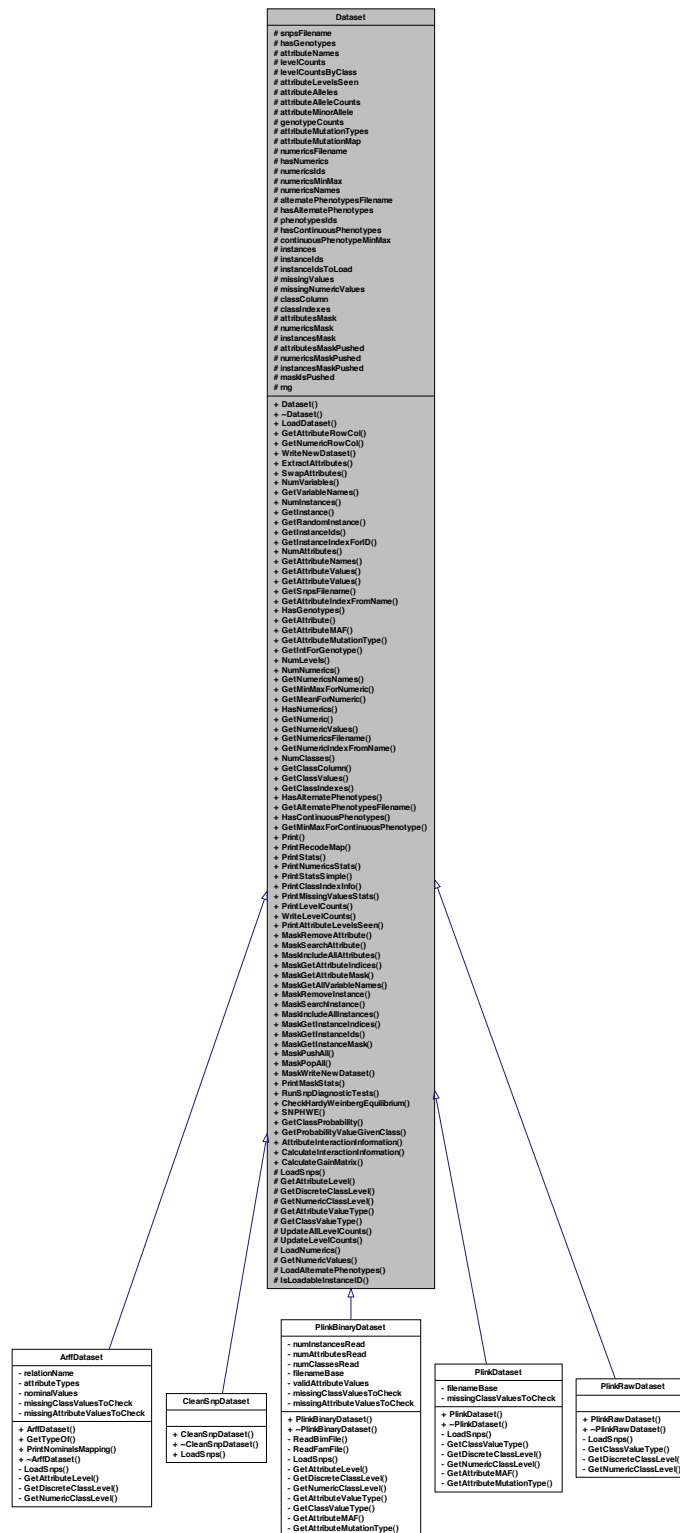 Dataset
# snpsFilename
# hasGenotypes
# attributeNames
# levelCounts
# levelCountsByClass
# attributeLevelsSeen
# attributeAlleles
# attributeAlleleCounts
# attributeMinorAllele
# genotypeCounts
# attributeMutationTypes
# attributeMutationMap
# numericsFilename
# hasNumerics
# numericsIds
# numericsMinMax
# numericsNames
# alternatePhenotypesFilename
# hasAlternatePhenotypes
# phenotypesIds
# hasContinuousPhenotypes
# continuousPhenotypeMinMax
# instances
# instanceIds
# instanceIdsToLoad
# missingValues
# missingNumericValues
# classColumn
# classIndexes
# attributesMask
# numericsMask
# instancesMask
# attributesMaskPushed
# numericsMaskPushed
# instancesMaskPushed
# maskIsPushed
# rng
+ Dataset()
+ ~Dataset()
+ LoadDataset()
+ GetAttributeRowCol()
+ GetNumericRowCol()
+ WriteNewDataset()
+ ExtractAttributes()
+ SwapAttributes()
+ NumVariables()
+ GetVariableNames()
+ NumInstances()
+ GetInstance()
+ GetRandomInstance()
+ GetInstanceIds()
+ GetInstanceIndexForID()
+ NumAttributes()
+ GetAttributeNames()
+ GetAttributeValues()
+ GetAttributeValues()
+ GetSnpsFilename()
+ GetAttributeIndexFromName()
+ HasGenotypes()
+ GetAttribute()
+ GetAttributeMAF()
+ GetAttributeMutationType()
+ GetIntForGenotype()
+ NumLevels()
+ NumNumerics()
+ GetNumericsNames()
+ GetMinMaxForNumeric()
+ GetMeanForNumeric()
+ HasNumerics()
+ GetNumeric()
+ GetNumericValues()
+ GetNumericsFilename()
+ GetNumericIndexFromName()
+ NumClasses()
+ GetClassColumn()
+ GetClassValues()
+ GetClassIndexes()
+ HasAlternatePhenotypes()
+ GetAlternatePhenotypesFilename()
+ HasContinuousPhenotypes()
+ GetMinMaxForContinuousPhenotype()
+ Print()
+ PrintRecodeMap()
+ PrintStats()
+ PrintNumericsStats()
+ PrintStatsSimple()
+ PrintClassIndexInfo()
+ PrintMissingValuesStats()
+ PrintLevelCounts()
+ WriteLevelCounts()
+ PrintAttributeLevelsSeen()
+ MaskRemoveAttribute()
+ MaskSearchAttribute()
+ MaskIncludeAllAttributes()
+ MaskGetAttributeIndices()
+ MaskGetAttributeMask()
+ MaskGetAllVariableNames()
+ MaskRemoveInstance()
+ MaskSearchInstance()
+ MaskIncludeAllInstances()
+ MaskGetInstanceIndices()
+ MaskGetInstanceIds()
+ MaskGetInstanceMask()
+ MaskPushAll()
+ MaskPopAll()
+ MaskWriteNewDataset()
+ PrintMaskStats()
+ RunSnpDiagnosticTests()
+ CheckHardyWeinbergEquilibrium()
+ SNPHWE()
+ GetClassProbability()
+ GetProbabilityValueGivenClass()
+ AttributeInteractionInformation()
+ CalculateInteractionInformation()
+ CalculateGainMatrix()
# LoadSnps()
# GetAttributeLevel()
# GetDiscreteClassLevel()
# GetNumericClassLevel()
# GetAttributeValueType()
# GetClassValueType()
# UpdateAllLevelCounts()
# UpdateLevelCounts()
# LoadNumerics()
# GetNumericValues()
# LoadAlternatePhenotypes()
# IsLoadableInstanceID()
ArffDataset
- relationName
- attributeTypes
- nominalValues
- missingClassValuesToCheck
- missingAttributeValuesToCheck
+ ArffDataset()
+ GetTypeOf()
+ PrintNominalsMapping()
+ ~ArffDataset()
- LoadSnps()
- GetAttributeLevel()
- GetDiscreteClassLevel()
- GetNumericClassLevel()
CleanSnpDataset
+ CleanSnpDataset()
+ ~CleanSnpDataset()
+ LoadSnps()
PlinkBinaryDataset
- numInstancesRead
- numAttributesRead
- numClassesRead
- filenameBase
- validAttributeValues
- missingClassValuesToCheck
- missingAttributeValuesToCheck
+ PlinkBinaryDataset()
+ ~PlinkBinaryDataset()
- ReadBimFile()
- ReadFamFile()
- LoadSnps()
- GetAttributeLevel()
- GetDiscreteClassLevel()
- GetNumericClassLevel()
- GetAttributeValueType()
- GetClassValueType()
- GetAttributeMAF()
- GetAttributeMutationType()
PlinkDataset
- filenameBase
- missingClassValuesToCheck
+ PlinkDataset()
+ ~PlinkDataset()
- LoadSnps()
- GetClassValueType()
- GetDiscreteClassLevel()
- GetNumericClassLevel()
- GetAttributeMAF()
- GetAttributeMutationType()
PlinkRawDataset
+ PlinkRawDataset()
+ ~PlinkRawDataset()
- LoadSnps()
- GetClassValueType()
- GetDiscreteClassLevel()
- GetNumericClassLevel()